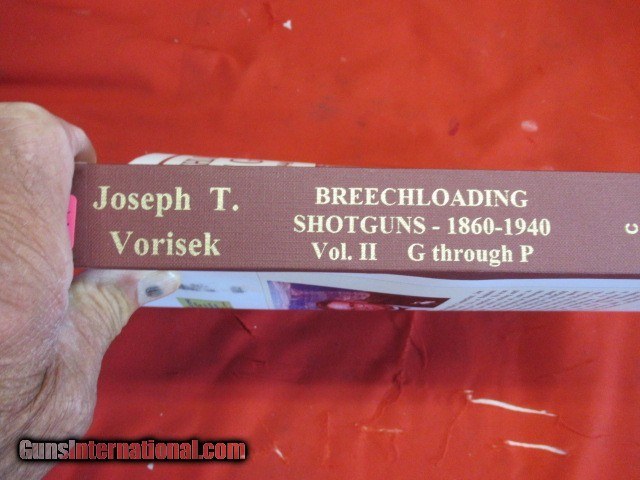 Joseph T.
Vorisek
BREECHLOADING
SHOTGUNS - 1860-1940
Vol. II G through P
GunsInternational.com